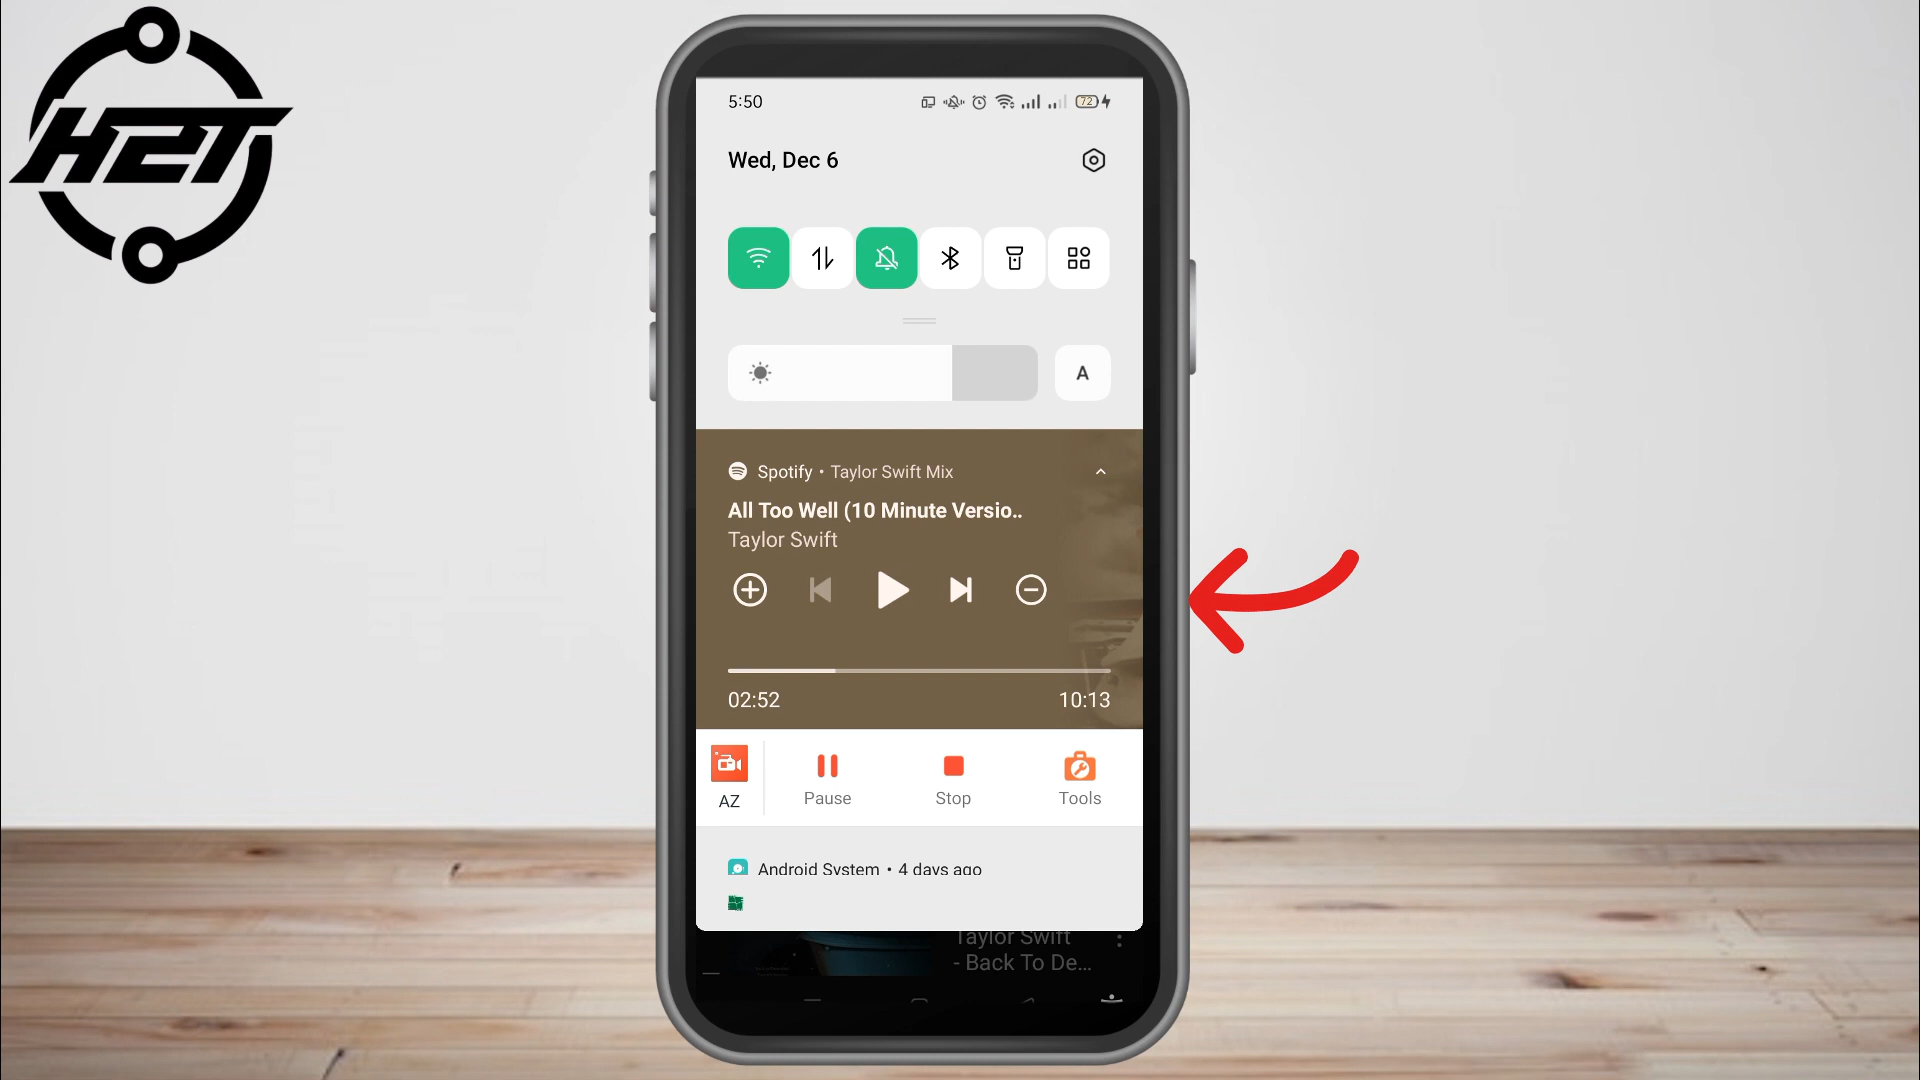 H2T
5:50
72
Wed, Dec 6
A
Spotify • Taylor Swift Mix
All Too Well (10 Minute Versio..
Taylor Swift
02:52
10:13
AZ
Pause
Stop
Tools
Android System • 4 days ago
Taylor Swift
- Back To De...